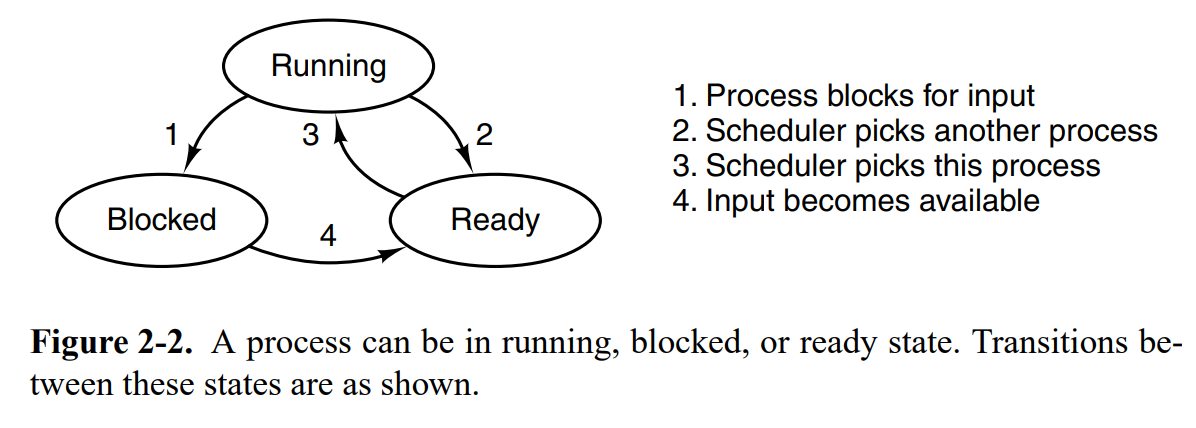 Running
1
3
2
Blocked
4
Ready
1. Process blocks for input
2. Scheduler picks another process
3. Scheduler picks this process
4. Input becomes available
Figure 2-2. A process can be in running, blocked, or ready state. Transitions be-
tween these states are as shown.